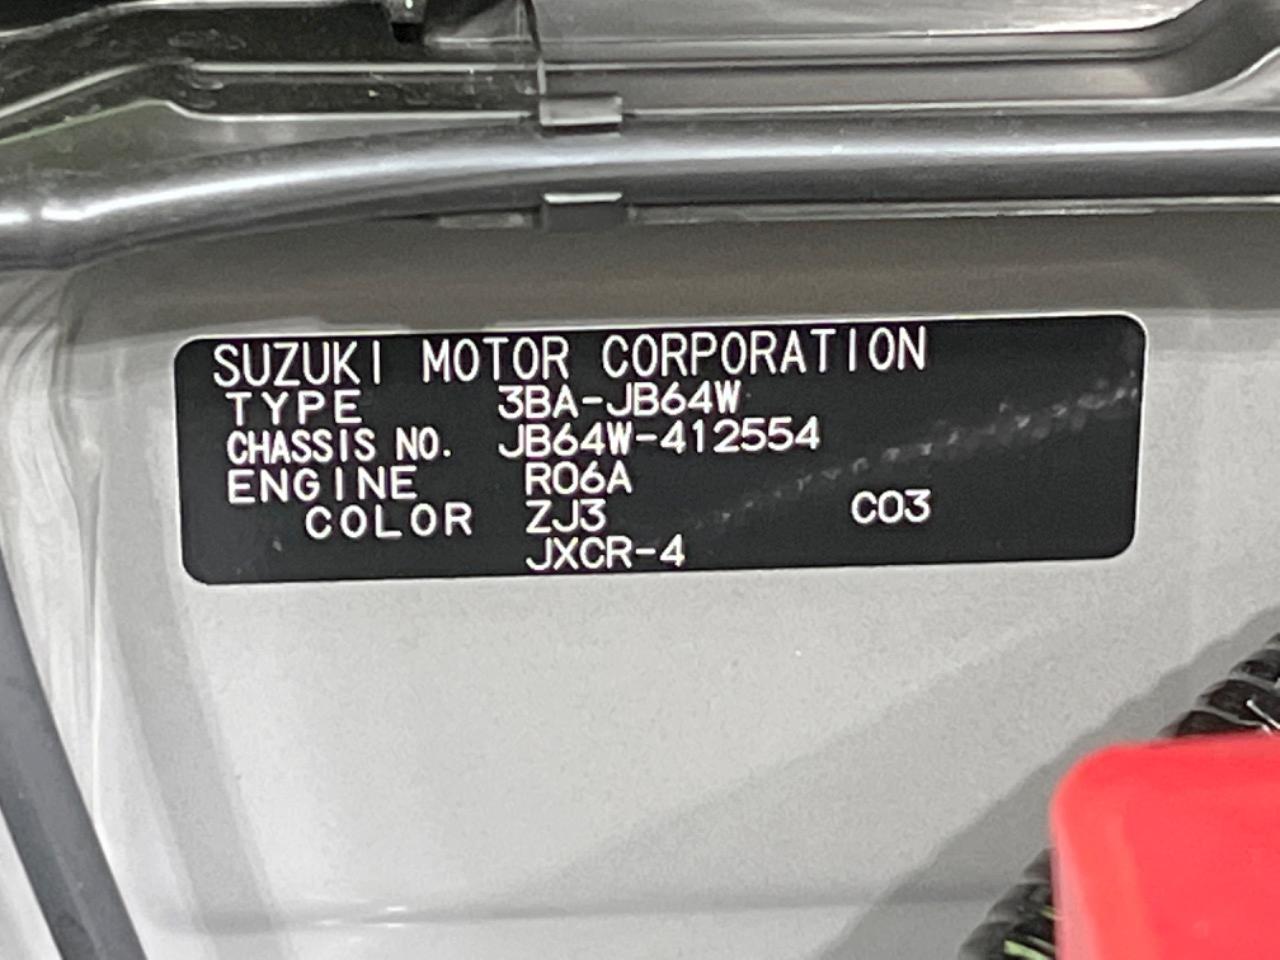 SUZUKI MOTOR CORPORATION
TYPE 3BA-JB64W
CHASSIS NO. JB64W-412554
ENGINE R06A
COLOR ZJ3 C03
JXCR-4